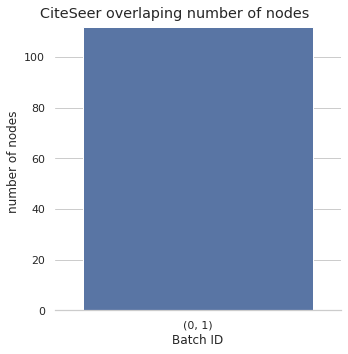 CiteSeer overlaping number of nodes
number of nodes
100
80
60
40
20
0
(0, 1)
Batch ID